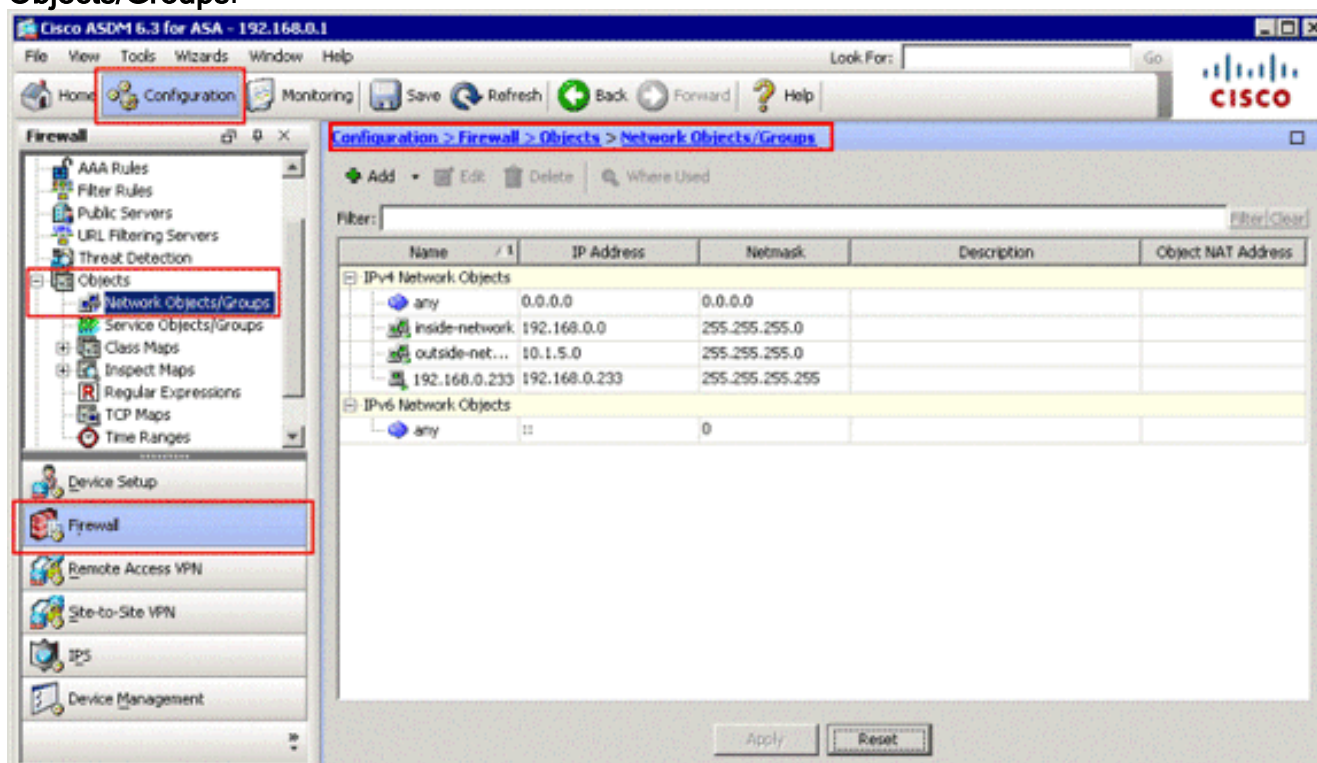 Objects/Groups.
Cisco ASDM 6.3 for ASA - 192.168.0.1
File View Tools Wizards Window Help Look For: Go
Home Configuration Monitoring Save Refresh Back Forward Help
CISCO
Firewall
AAA Rules
Filter Rules
Public Servers
URL Filtering Servers
Threat Detection
Objects
Network Objects/Groups
Service Objects/Groups
Class Maps
Inspect Maps
Regular Expressions
TCP Maps
Time Ranges
Device Setup
Firewall
Remote Access VPN
Site-to-Site VPN
IPS
Device Management
Configuration > Firewall > Objects > Network Objects/Groups
Add Edit Delete Where Used
Filter: Filter Clear
Name 1 IP Address Netmask Description Object NAT Address
IPv4 Network Objects
any 0.0.0.0 0.0.0.0
inside-network 192.168.0.0 255.255.255.0
outside-net... 10.1.5.0 255.255.255.0
192.168.0.233 192.168.0.233 255.255.255.255
IPv6 Network Objects
any :: 0
Apply Reset